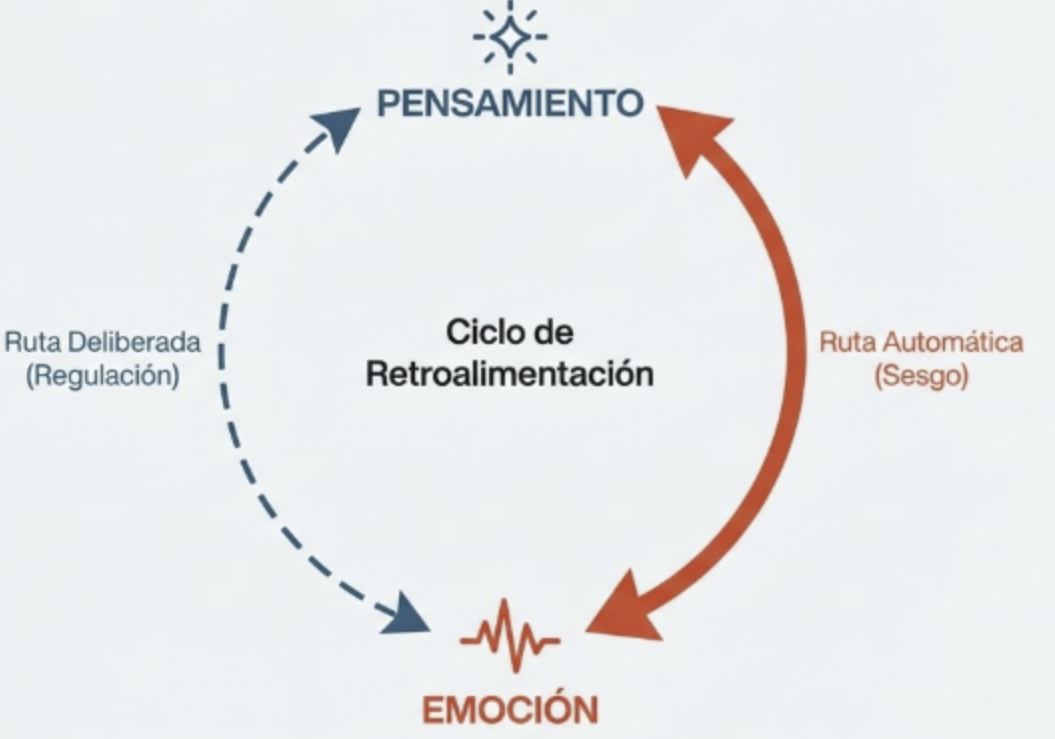 PENSAMIENTO
Ruta Deliberada
(Regulación)
Ciclo de
Retroalimentación
Ruta Automática
(Sesgo)
EMOCIÓN